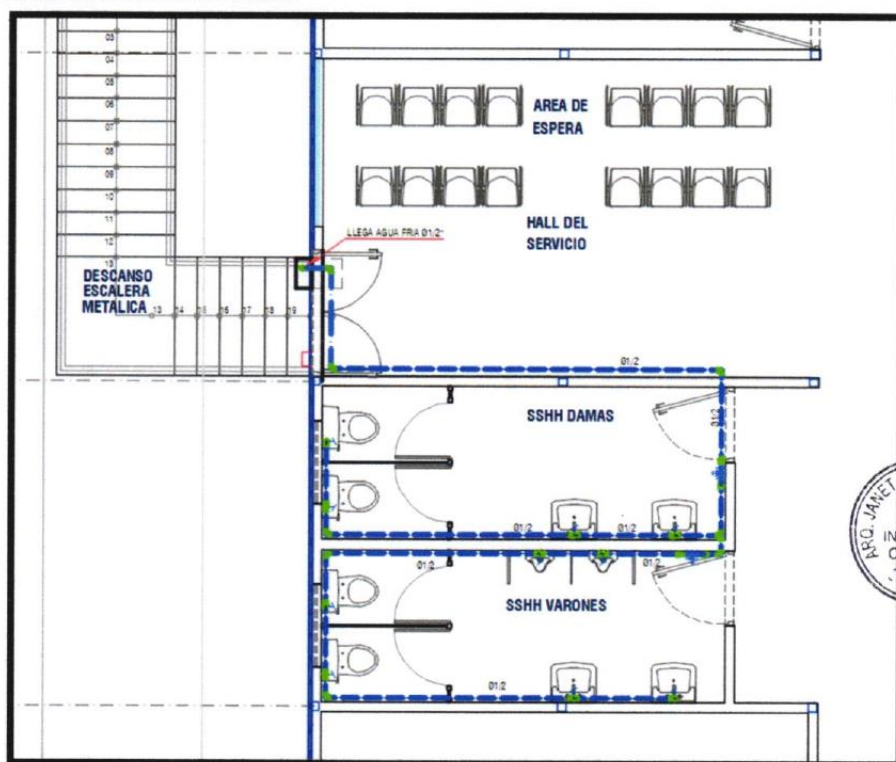 03
04
05
06
07
08
09
10
11
12
13
AREA DE
ESPERA
HALL DEL
SERVICIO
LLEGA AGUA FRIA Ø1/2"
DESCANSO
ESCALERA
METALICA
13
14
15
16
17
18
19
Ø1/2
Ø1/2
SSHH DAMAS
Ø1/2
Ø1/2
Ø1/2
Ø1/2
SSHH VARONES
Ø1/2
ARQ. JANET